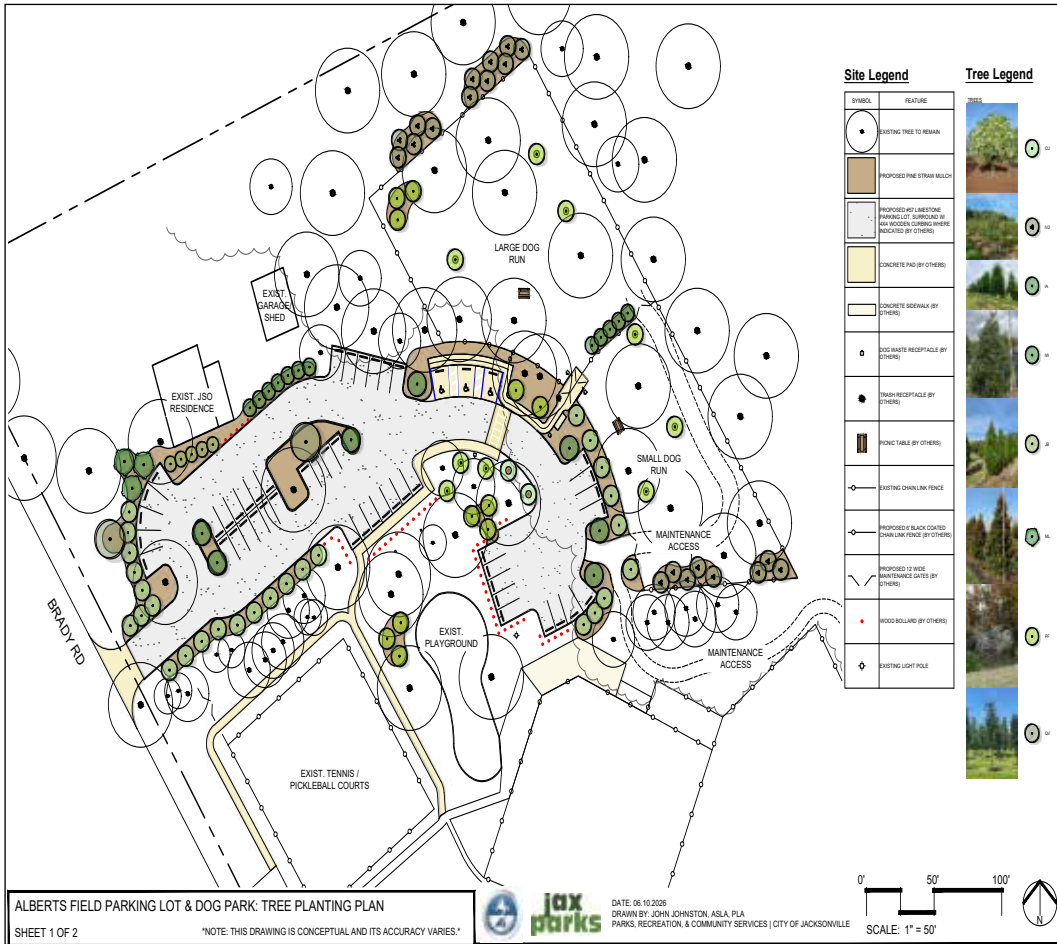 Site Legend
SYMBOL FEATURE
EXISTING TREE TO REMAIN
PROPOSED PINE STRAW MULCH
PROPOSED #57 LIMESTONE
PARKING LOT, SURROUND W/
4X4 WOODEN CURBING WHERE
INDICATED (BY OTHERS)
CONCRETE PAD (BY OTHERS)
CONCRETE SIDEWALK (BY
OTHERS)
DOG WASTE RECEPTACLE (BY
OTHERS)
TRASH RECEPTACLE (BY
OTHERS)
PICNIC TABLE (BY OTHERS)
EXISTING CHAIN LINK FENCE
PROPOSED 6' BLACK COATED
CHAIN LINK FENCE (BY OTHERS)
PROPOSED 12' WIDE
MAINTENANCE GATES (BY
OTHERS)
WOOD BOLLARD (BY OTHERS)
EXISTING LIGHT POLE
Tree Legend
TREES
LARGE DOG
RUN
EXIST.
GARAGE/
SHED
EXIST. JSO
RESIDENCE
SMALL DOG
RUN
MAINTENANCE
ACCESS
BRADY RD
EXIST.
PLAYGROUND
MAINTENANCE
ACCESS
EXIST. TENNIS /
PICKLEBALL COURTS
ALBERTS FIELD PARKING LOT & DOG PARK: TREE PLANTING PLAN
SHEET 1 OF 2
*NOTE: THIS DRAWING IS CONCEPTUAL AND ITS ACCURACY VARIES.*
jax
parks
DATE: 06.10.2026
DRAWN BY: JOHN JOHNSTON, ASLA, PLA
PARKS, RECREATION, & COMMUNITY SERVICES | CITY OF JACKSONVILLE
0' 50' 100'
SCALE: 1" = 50'
N